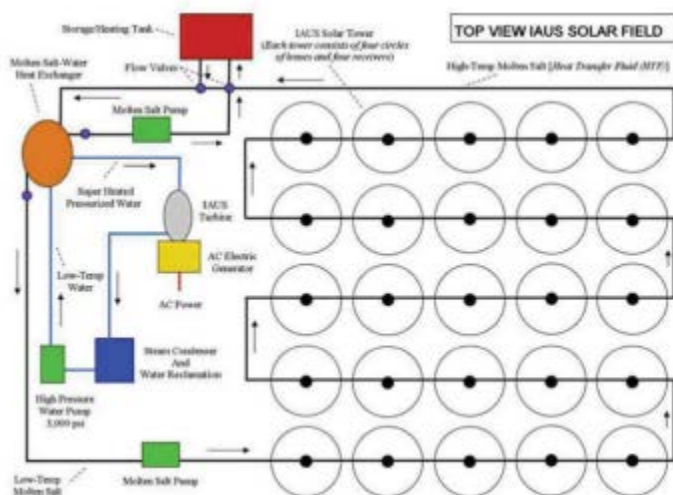 TOP VIEW IAUS SOLAR FIELD
Storage/Heating Tank
IAUS Solar Tower
(Each tower consists of four circles
of lenses and four receivers)
Molten Salt-Water
Heat Exchanger
Flow Valves
High-Temp Molten Salt [Heat Transfer Fluid (HTF)]
Molten Salt Pump
Super Heated
Pressurized Water
IAUS
Turbine
AC Electric
Generator
Low-Temp
Water
AC Power
Steam Condenser
And
Water Reclamation
High Pressure
Water Pump
3,000 psi
Low-Temp
Molten Salt
Molten Salt Pump